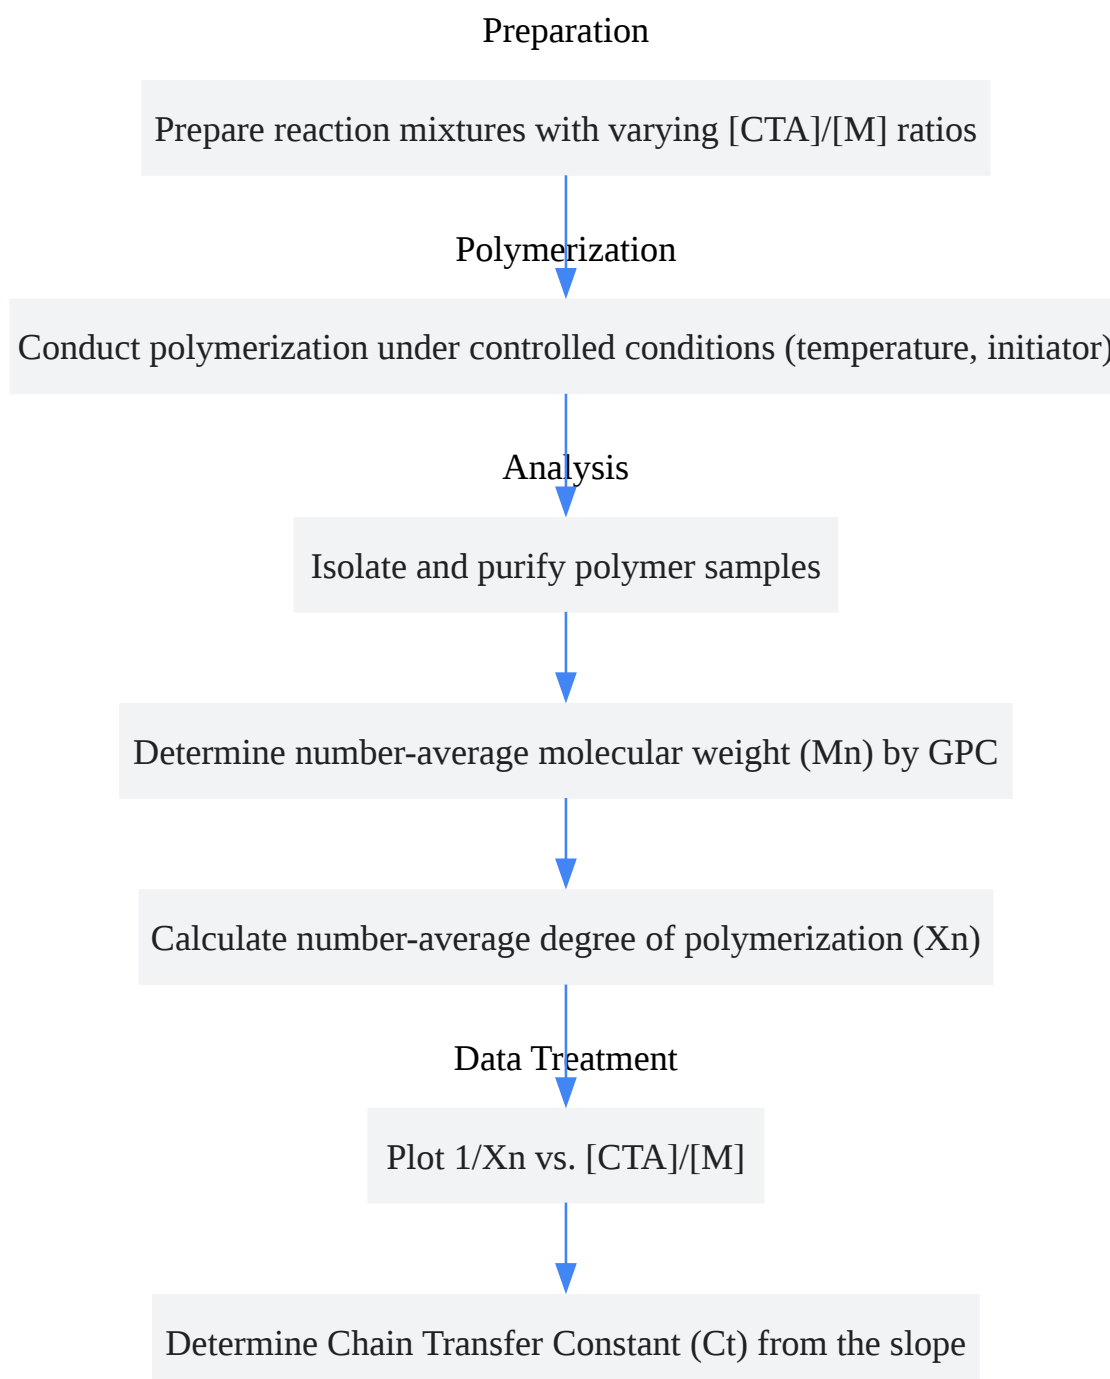 Preparation
Prepare reaction mixtures with varying [CTA]/[M] ratios
Polymerization
Conduct polymerization under controlled conditions (temperature, initiator)
Analysis
Isolate and purify polymer samples
Determine number-average molecular weight (Mn) by GPC
Calculate number-average degree of polymerization (Xn)
Data Treatment
Plot 1/Xn vs. [CTA]/[M]
Determine Chain Transfer Constant (Ct) from the slope